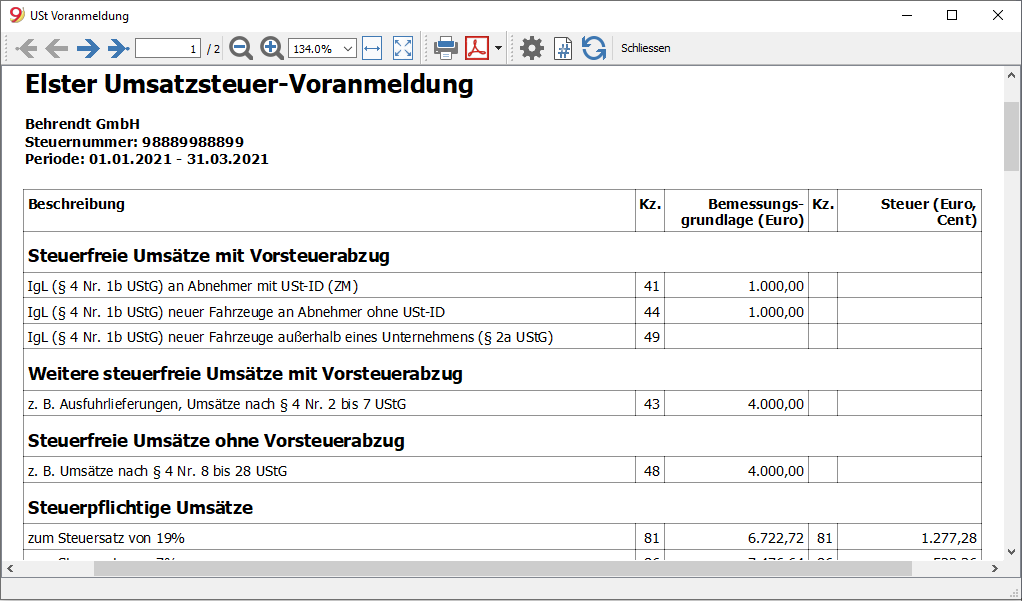 USt Voranmeldung
1 / 2 134.0% Schliessen
Elster Umsatzsteuer-Voranmeldung
Behrendt GmbH
Steuernummer: 98889988899
Periode: 01.01.2021 - 31.03.2021
Beschreibung Kz. Bemessungs- Kz. Steuer (Euro,
grundlage (Euro) Cent)
Steuerfreie Umsätze mit Vorsteuerabzug
IgL (§ 4 Nr. 1b UStG) an Abnehmer mit USt-ID (ZM) 41 1.000,00
IgL (§ 4 Nr. 1b UStG) neuer Fahrzeuge an Abnehmer ohne USt-ID 44 1.000,00
IgL (§ 4 Nr. 1b UStG) neuer Fahrzeuge außerhalb eines Unternehmens (§ 2a UStG) 49
Weitere steuerfreie Umsätze mit Vorsteuerabzug
z. B. Ausfuhrlieferungen, Umsätze nach § 4 Nr. 2 bis 7 UStG 43 4.000,00
Steuerfreie Umsätze ohne Vorsteuerabzug
z. B. Umsätze nach § 4 Nr. 8 bis 28 UStG 48 4.000,00
Steuerpflichtige Umsätze
zum Steuersatz von 19% 81 6.722,72 81 1.277,28